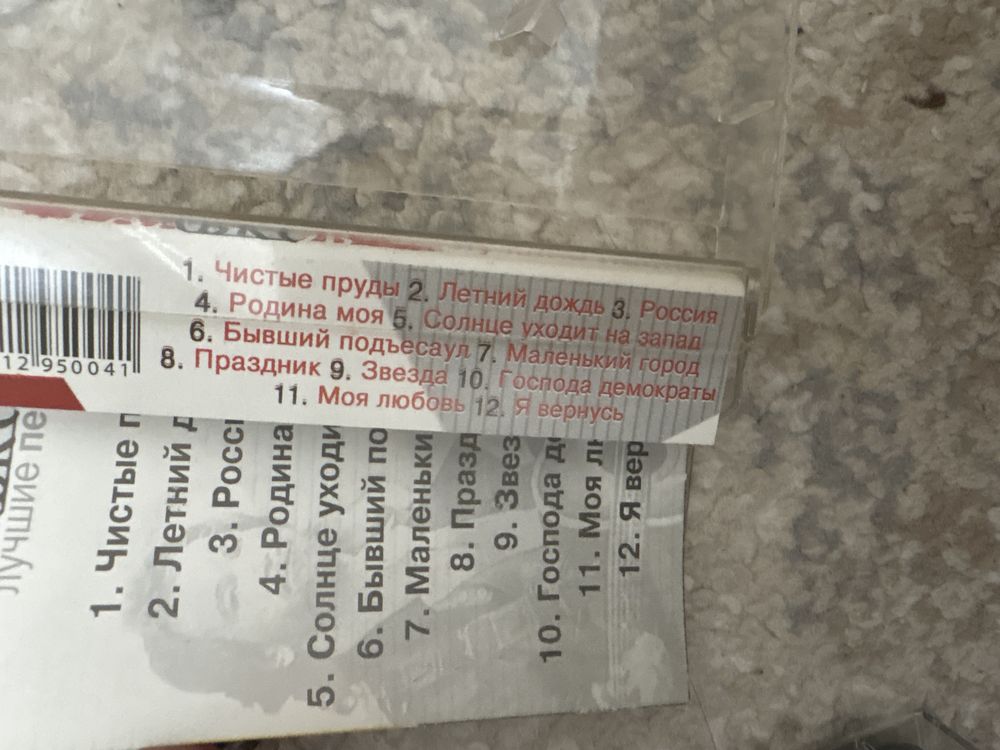 1. Чистые пруды 2. Летний дождь 3. Россия
4. Родина моя 5. Солнце уходит на запад
6. Бывший подъесаул 7. Маленький город
8. Праздник 9. Звезда 10. Господа демократы
11. Моя любовь 12. Я вернусь
12 950041
Лучшие пе
1. Чистые п
2. Летний д
3. Росси
4. Родина
5. Солнце уходи
6. Бывший по
7. Маленьки
8. Празд
9. Звез
10. Господа де
11. Моя лю
12. Я вер